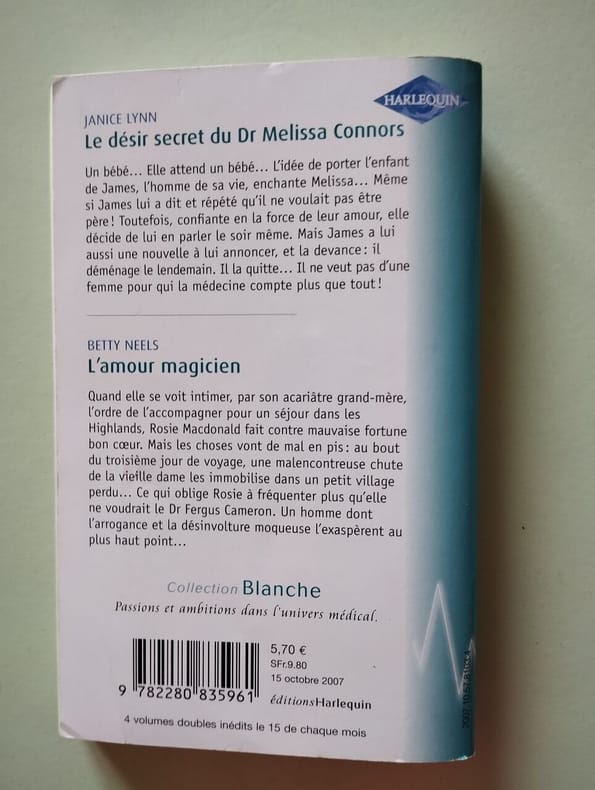 HARLEQUIN
JANICE LYNN
Le désir secret du Dr Melissa Connors
Un bébé... Elle attend un bébé... L'idée de porter l'enfant
de James, l'homme de sa vie, enchante Melissa... Même
si James lui a dit et répété qu'il ne voulait pas être
père ! Toutefois, confiante en la force de leur amour, elle
décide de lui en parler le soir même. Mais James a lui
aussi une nouvelle à lui annoncer, et la devance : il
déménage le lendemain. Il la quitte... Il ne veut pas d'une
femme pour qui la médecine compte plus que tout !
BETTY NEELS
L'amour magicien
Quand elle se voit intimer, par son acariâtre grand-mère,
l'ordre de l'accompagner pour un séjour dans les
Highlands, Rosie Macdonald fait contre mauvaise fortune
bon cœur. Mais les choses vont de mal en pis : au bout
du troisième jour de voyage, une malencontreuse chute
de la vieille dame les immobilise dans un petit village
perdu... Ce qui oblige Rosie à fréquenter plus qu'elle
ne voudrait le Dr Fergus Cameron. Un homme dont
l'arrogance et la désinvolture moqueuse l'exaspèrent au
plus haut point...
Collection Blanche
Passions et ambitions dans l'univers médical.
5,70 €
SFr.9.80
15 octobre 2007
éditionsHarlequin
9 782280 835961
4 volumes doubles inédits le 15 de chaque mois